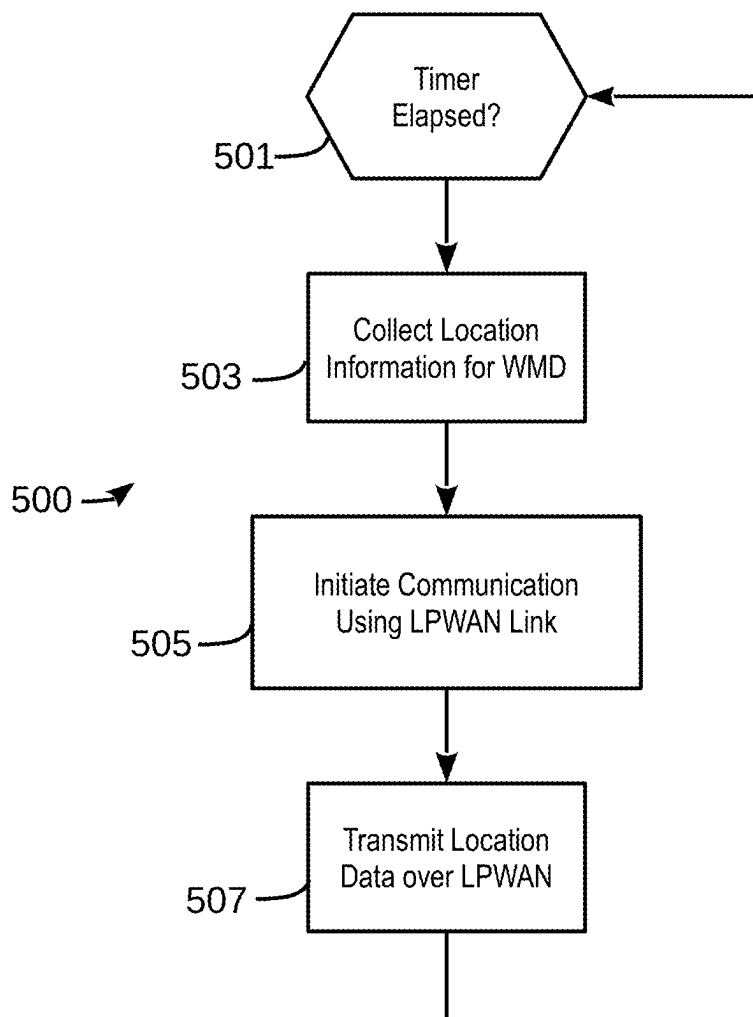 Timer
Elapsed?
501
Collect Location
Information for WMD
503
500
Initiate Communication
Using LPWAN Link
505
Transmit Location
Data over LPWAN
507